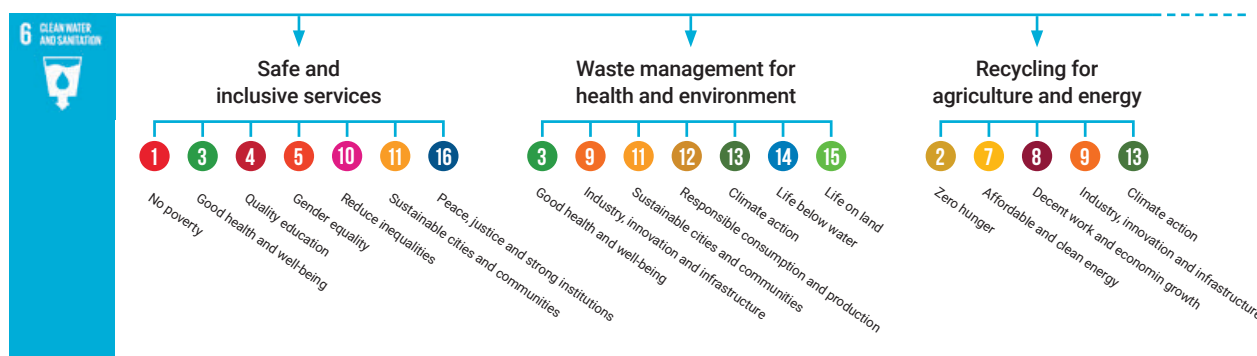 6 CLEAN WATER
AND SANITATION
Safe and
inclusive services
1 3 4 5 10 11 16
No poverty
Good health and well-being
Quality education
Gender equality
Reduce inequalities
Sustainable cities and communities
Peace, justice and strong institutions
Waste management for
health and environment
3 9 11 12 13 14 15
Good health and well-being
Industry, innovation and infrastructure
Sustainable cities and communities
Responsible consumption and production
Climate action
Life below water
Life on land
Recycling for
agriculture and energy
2 7 8 9 13
Zero hunger
Affordable and clean energy
Decent work and economin growth
Industry, innovation and infrastructure
Climate action